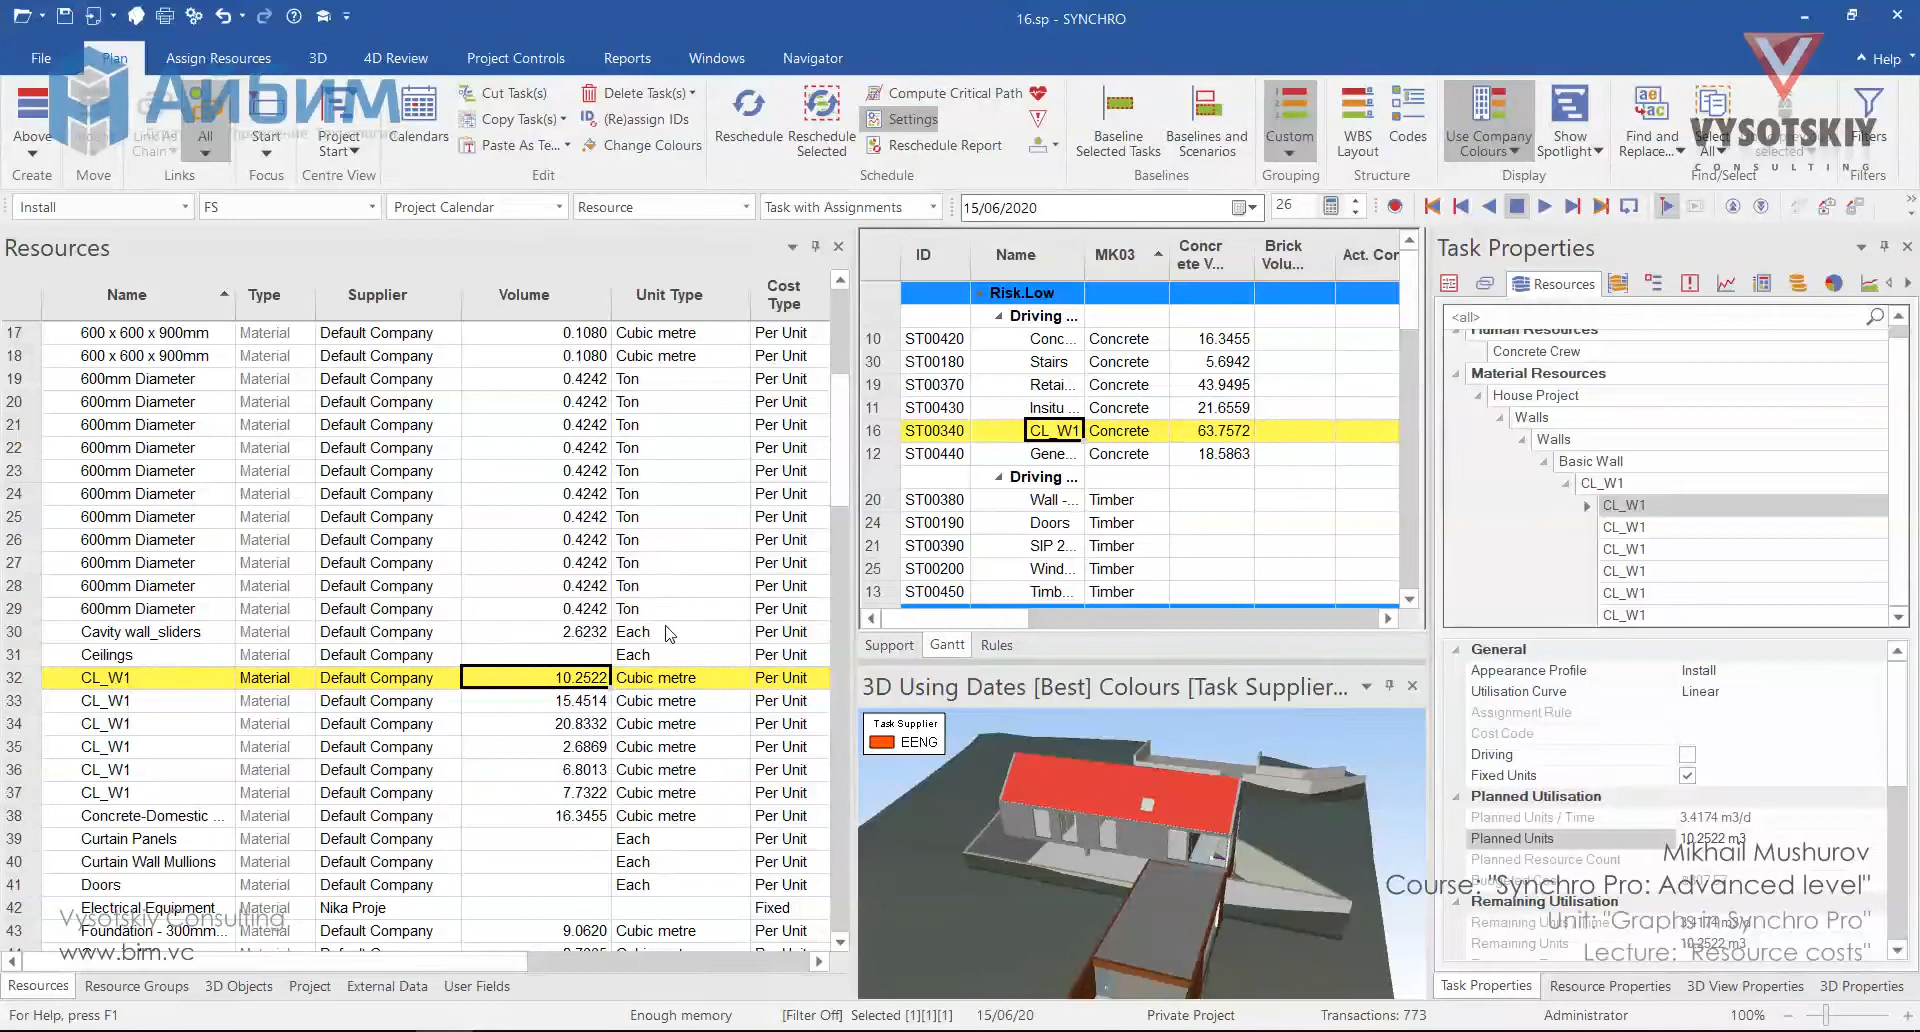 16.sp - SYNCHRO
File Plan Assign Resources 3D 4D Review Project Controls Reports Windows Navigator Help
Айбим
VYSOTSKIY
CONSULTING
Above Link As Chain All Start Project Start Calendars
Cut Task(s) Delete Task(s)
Copy Task(s) (Re)assign IDs
Paste As Te... Change Colours
Reschedule Reschedule Selected
Compute Critical Path
Settings
Reschedule Report
Baseline Selected Tasks Baselines and Scenarios Custom WBS Layout Codes Use Company Colours Show Spotlight Find and Replace... Select All Filters
Create Move Links Focus Centre View Edit Schedule Baselines Grouping Structure Display Find/Select Filters
Install FS Project Calendar Resource Task with Assignments 15/06/2020 26
Resources
Name Type Supplier Volume Unit Type Cost Type
17 600 x 600 x 900mm Material Default Company 0.1080 Cubic metre Per Unit
18 600 x 600 x 900mm Material Default Company 0.1080 Cubic metre Per Unit
19 600mm Diameter Material Default Company 0.4242 Ton Per Unit
20 600mm Diameter Material Default Company 0.4242 Ton Per Unit
21 600mm Diameter Material Default Company 0.4242 Ton Per Unit
22 600mm Diameter Material Default Company 0.4242 Ton Per Unit
23 600mm Diameter Material Default Company 0.4242 Ton Per Unit
24 600mm Diameter Material Default Company 0.4242 Ton Per Unit
25 600mm Diameter Material Default Company 0.4242 Ton Per Unit
26 600mm Diameter Material Default Company 0.4242 Ton Per Unit
27 600mm Diameter Material Default Company 0.4242 Ton Per Unit
28 600mm Diameter Material Default Company 0.4242 Ton Per Unit
29 600mm Diameter Material Default Company 0.4242 Ton Per Unit
30 Cavity wall_sliders Material Default Company 2.6232 Each Per Unit
31 Ceilings Material Default Company Each Per Unit
32 CL_W1 Material Default Company 10.2522 Cubic metre Per Unit
33 CL_W1 Material Default Company 15.4514 Cubic metre Per Unit
34 CL_W1 Material Default Company 20.8332 Cubic metre Per Unit
35 CL_W1 Material Default Company 2.6869 Cubic metre Per Unit
36 CL_W1 Material Default Company 6.8013 Cubic metre Per Unit
37 CL_W1 Material Default Company 7.7322 Cubic metre Per Unit
38 Concrete-Domestic ... Material Default Company 16.3455 Cubic metre Per Unit
39 Curtain Panels Material Default Company Each Per Unit
40 Curtain Wall Mullions Material Default Company Each Per Unit
41 Doors Material Default Company Each Per Unit
42 Electrical Equipment Material Nika Proje Fixed
43 Foundation - 300mm... Material Default Company 9.0620 Cubic metre Per Unit
Vysotskiy Consulting
www.bim.vc
Resources Resource Groups 3D Objects Project External Data User Fields
ID Name MK03 Concrete V... Brick Volu... Act. Cor
Risk.Low
Driving ...
10 ST00420 Conc... Concrete 16.3455
30 ST00180 Stairs Concrete 5.6942
19 ST00370 Retai... Concrete 43.9495
11 ST00430 Insitu ... Concrete 21.6559
16 ST00340 CL_W1 Concrete 63.7572
12 ST00440 Gene... Concrete 18.5863
Driving ...
20 ST00380 Wall -... Timber
24 ST00190 Doors Timber
21 ST00390 SIP 2... Timber
25 ST00200 Wind... Timber
13 ST00450 Timb... Timber
Support Gantt Rules
3D Using Dates [Best] Colours [Task Supplier...
Task Supplier
EENG
Task Properties
Resources
<all>
Human Resources
Concrete Crew
Material Resources
House Project
Walls
Walls
Basic Wall
CL_W1
CL_W1
CL_W1
CL_W1
CL_W1
CL_W1
CL_W1
General
Appearance Profile Install
Utilisation Curve Linear
Assignment Rule
Cost Code
Driving
Fixed Units
Planned Utilisation
Planned Units / Time 3.4174 m3/d
Planned Units 10.2522 m3
Planned Resource Count
Remaining Utilisation
Remaining Units 10.2522 m3
Mikhail Mushurov
Course: "Synchro Pro: Advanced level"
Unit: "Graphs in Synchro Pro"
Lecture: "Resource costs"
Task Properties Resource Properties 3D View Properties 3D Properties
For Help, press F1 Enough memory [Filter Off] Selected [1][1][1] 15/06/20 Private Project Transactions: 773 Administrator 100%